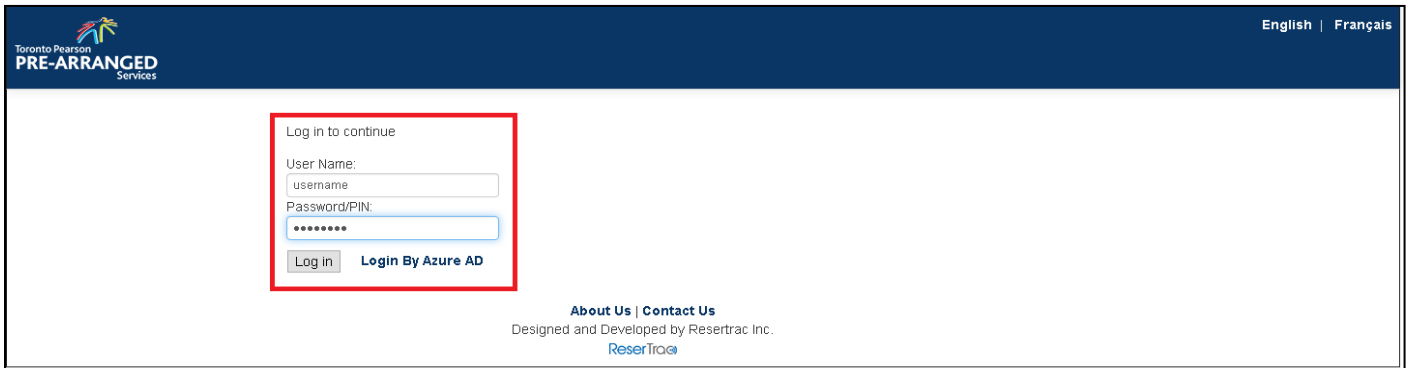 English | Français
Toronto Pearson
PRE-ARRANGED
Services
Log in to continue
User Name:
username
Password/PIN:
••••••••
Log in Login By Azure AD
About Us | Contact Us
Designed and Developed by Resertrac Inc.
ReserTrac